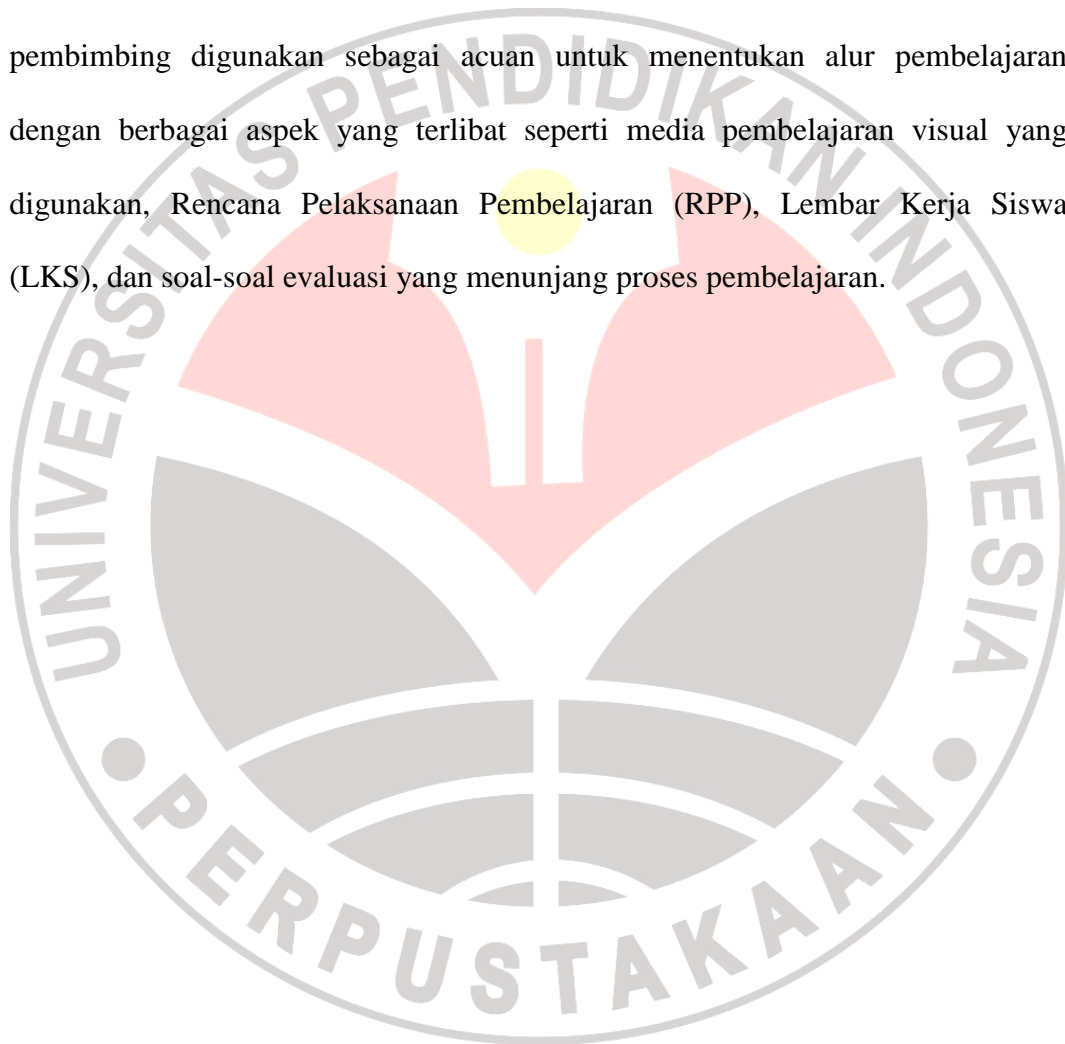 pembimbing digunakan sebagai acuan untuk menentukan alur pembelajaran
dengan berbagai aspek yang terlibat seperti media pembelajaran visual yang
digunakan, Rencana Pelaksanaan Pembelajaran (RPP), Lembar Kerja Siswa
(LKS), dan soal-soal evaluasi yang menunjang proses pembelajaran.
UNIVERSITAS PENDIDIKAN INDONESIA
PERPUSTAKAAN